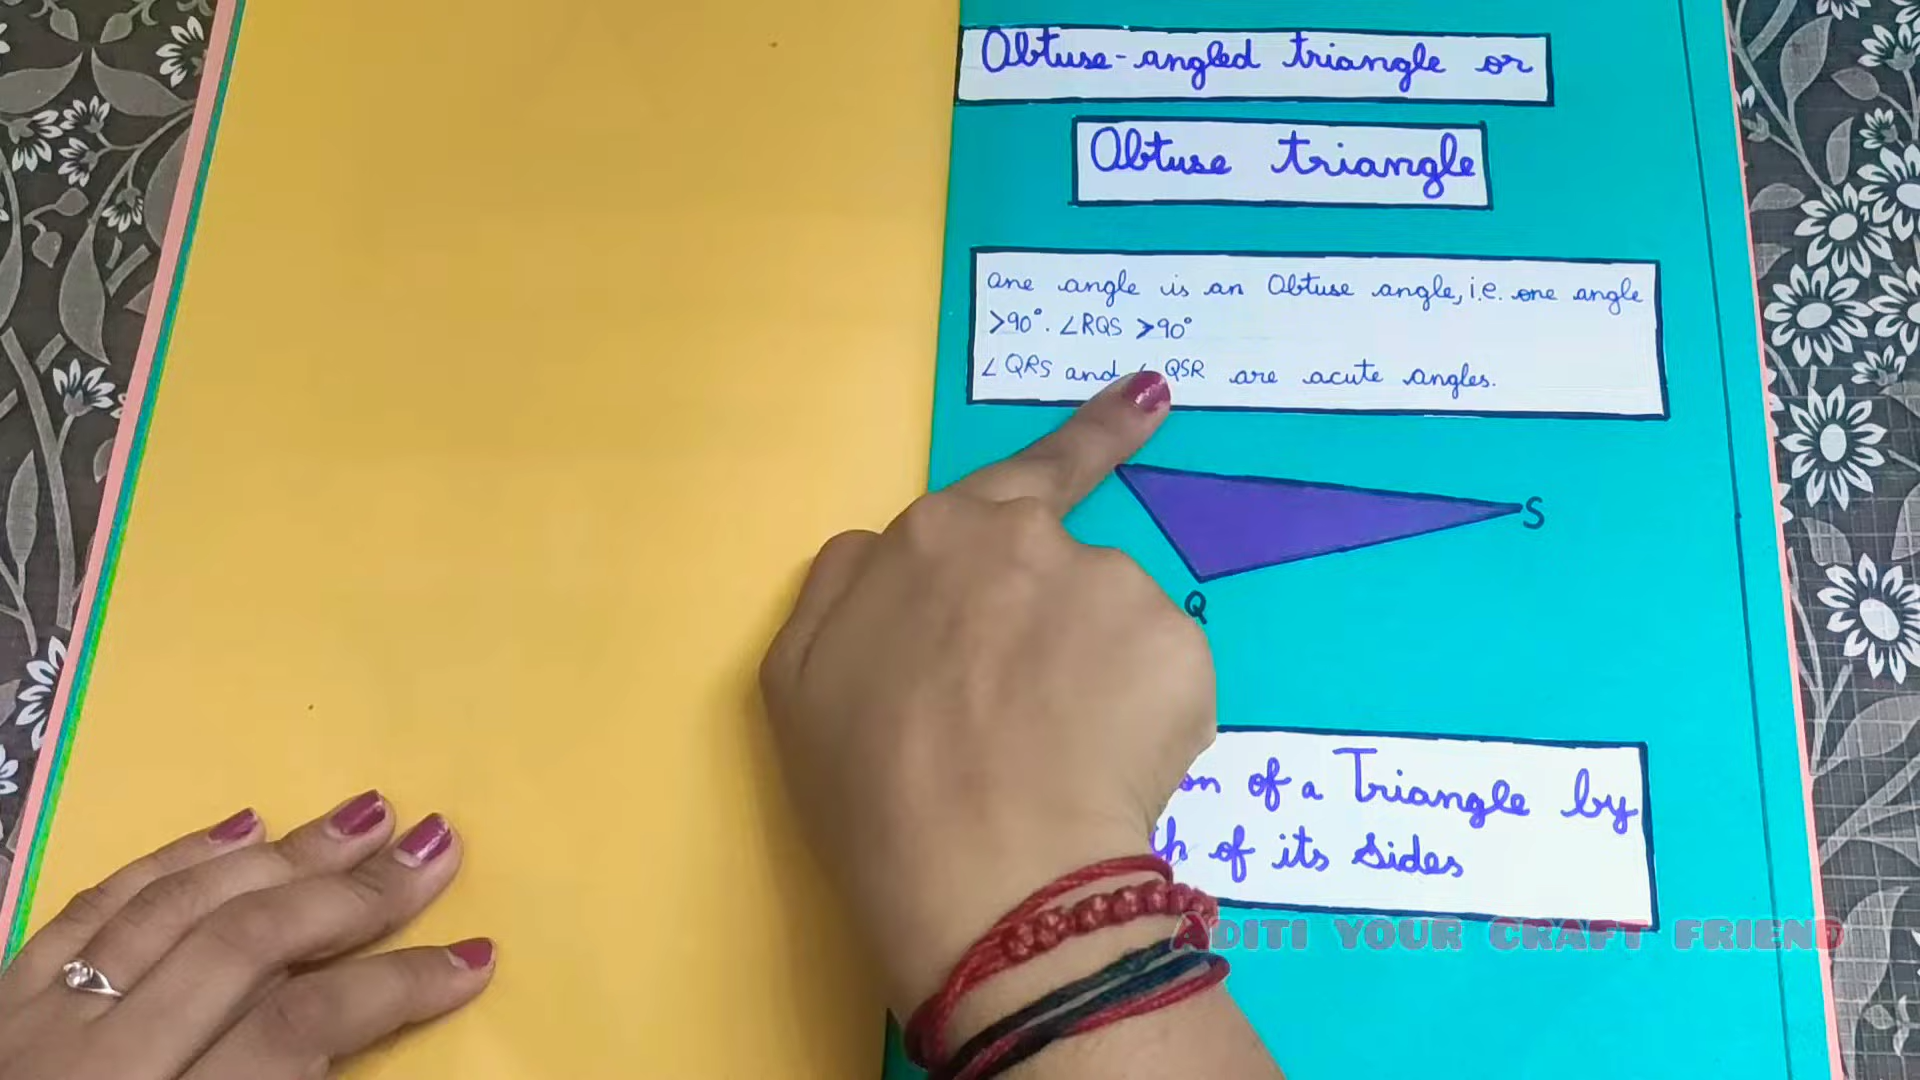 Obtuse-angled triangle or
Obtuse triangle
one angle is an Obtuse angle, i.e. one angle
>90°. ∠RQS >90°
∠QRS and ∠QSR are acute angles.
S
Q
of a Triangle by
of its Sides
ADITI YOUR CRAFT FRIEND